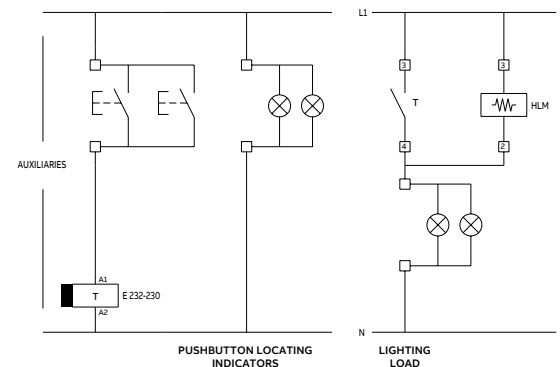 L1
3
3
T
HLM
4
2
AUXILIARIES
A1
T
E 232-230
A2
N
PUSHBUTTON LOCATING
INDICATORS
LIGHTING
LOAD